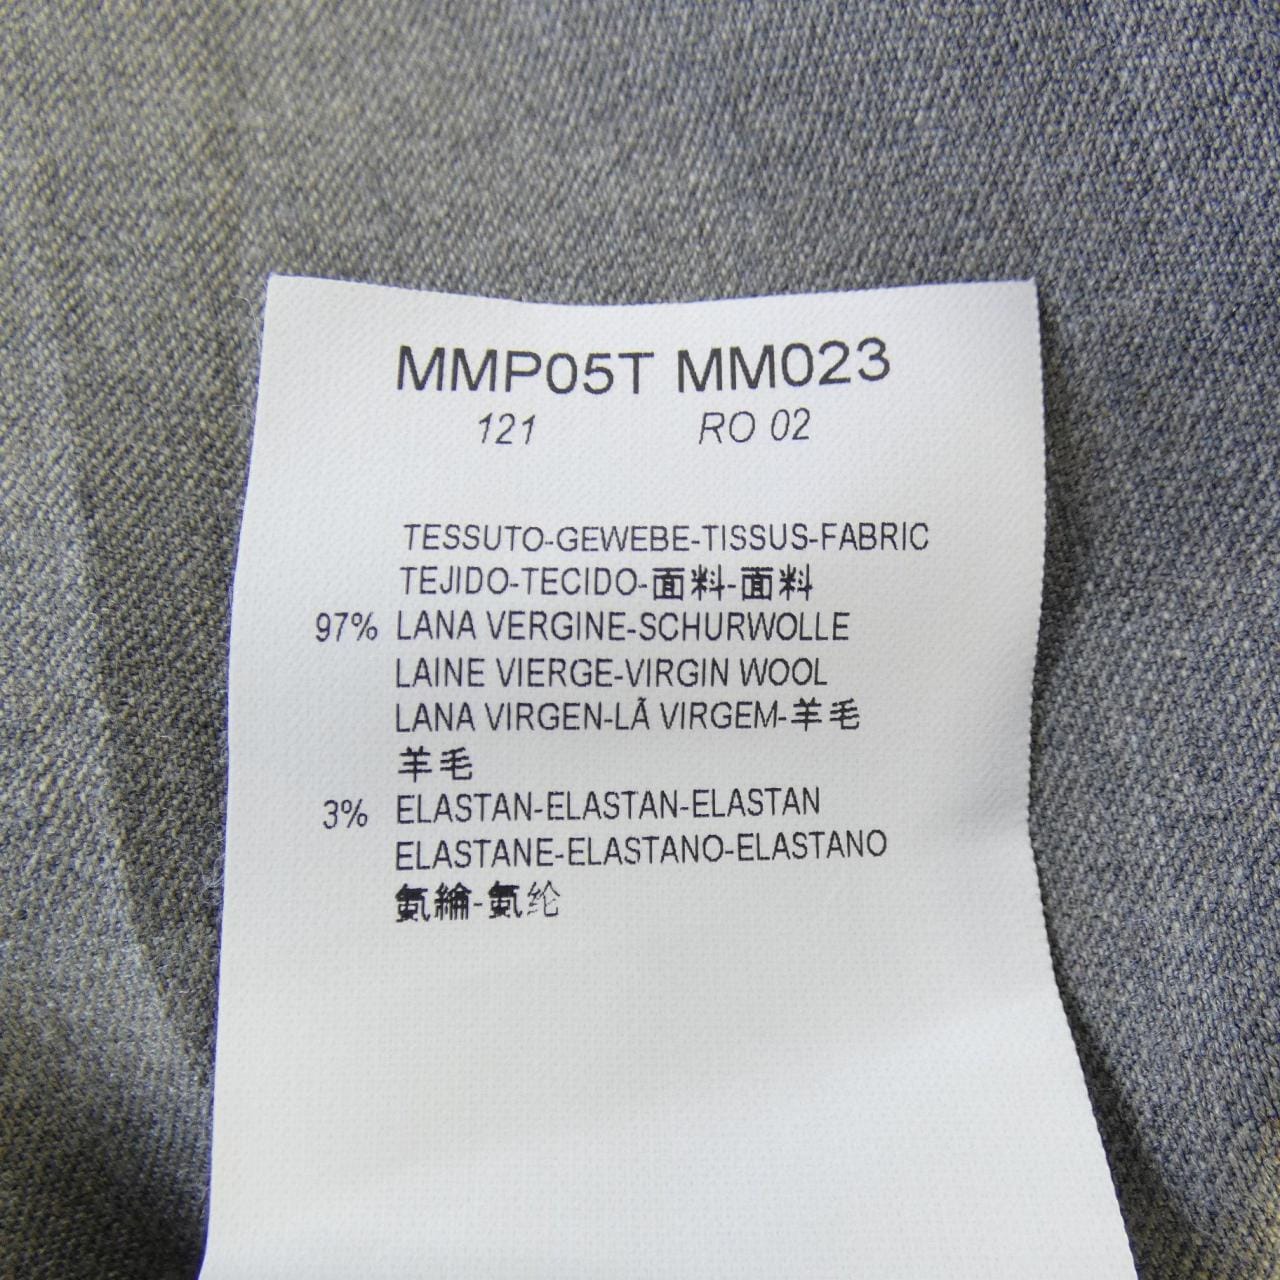 MMP05T MM023
121 RO 02
TESSUTO-GEWEBE-TISSUS-FABRIC
TEJIDO-TECIDO-面料-面料
97% LANA VERGINE-SCHURWOLLE
LAINE VIERGE-VIRGIN WOOL
LANA VIRGEN-LÃ VIRGEM-羊毛
羊毛
3% ELASTAN-ELASTAN-ELASTAN
ELASTANE-ELASTANO-ELASTANO
氨綸-氨纶